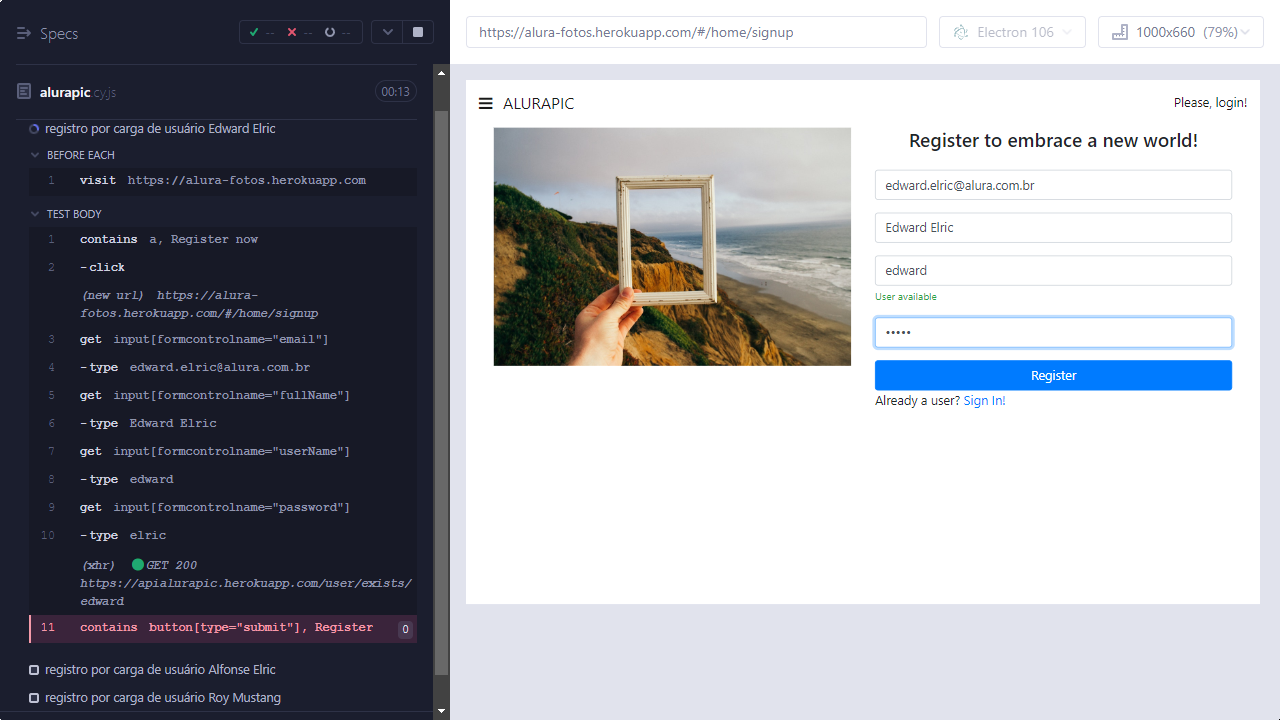 Specs
-- -- --
alurapic.cy.js
00:13
registro por carga de usuário Edward Elric
BEFORE EACH
1 visit https://alura-fotos.herokuapp.com
TEST BODY
1 contains a, Register now
2 -click
(new url) https://alura-
fotos.herokuapp.com/#/home/signup
3 get input[formcontrolname="email"]
4 -type edward.elric@alura.com.br
5 get input[formcontrolname="fullName"]
6 -type Edward Elric
7 get input[formcontrolname="userName"]
8 -type edward
9 get input[formcontrolname="password"]
10 -type elric
(xhr) GET 200
https://apialurapic.herokuapp.com/user/exists/
edward
11 contains button[type="submit"], Register 0
registro por carga de usuário Alfonse Elric
registro por carga de usuário Roy Mustang
https://alura-fotos.herokuapp.com/#/home/signup
Electron 106
1000x660 (79%)
ALURAPIC
Please, login!
Register to embrace a new world!
edward.elric@alura.com.br
Edward Elric
edward
User available
•••••
Register
Already a user? Sign In!